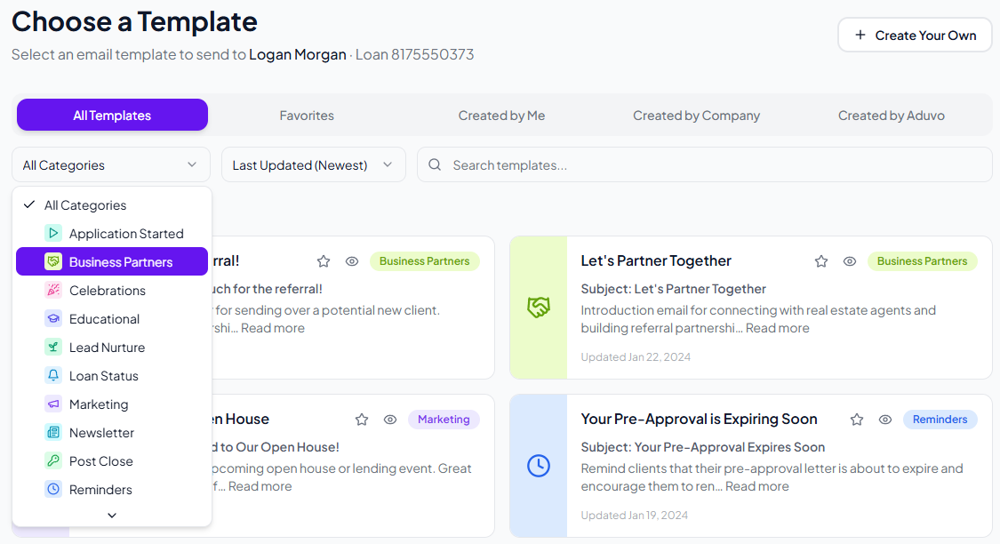 Choose a Template
Select an email template to send to Logan Morgan · Loan 8175550373
+ Create Your Own
All Templates
Favorites
Created by Me
Created by Company
Created by Aduvo
All Categories
Last Updated (Newest)
Search templates...
All Categories
Application Started
Business Partners
Celebrations
Educational
Lead Nurture
Loan Status
Marketing
Newsletter
Post Close
Reminders
Business Partners
for the referral!
for sending over a potential new client.
Read more
Let's Partner Together
Business Partners
Subject: Let's Partner Together
Introduction email for connecting with real estate agents and
building referral partnershi... Read more
Updated Jan 22, 2024
House
Marketing
to Our Open House!
open house or lending event. Great
Read more
Your Pre-Approval is Expiring Soon
Reminders
Subject: Your Pre-Approval Expires Soon
Remind clients that their pre-approval letter is about to expire and
encourage them to ren... Read more
Updated Jan 19, 2024